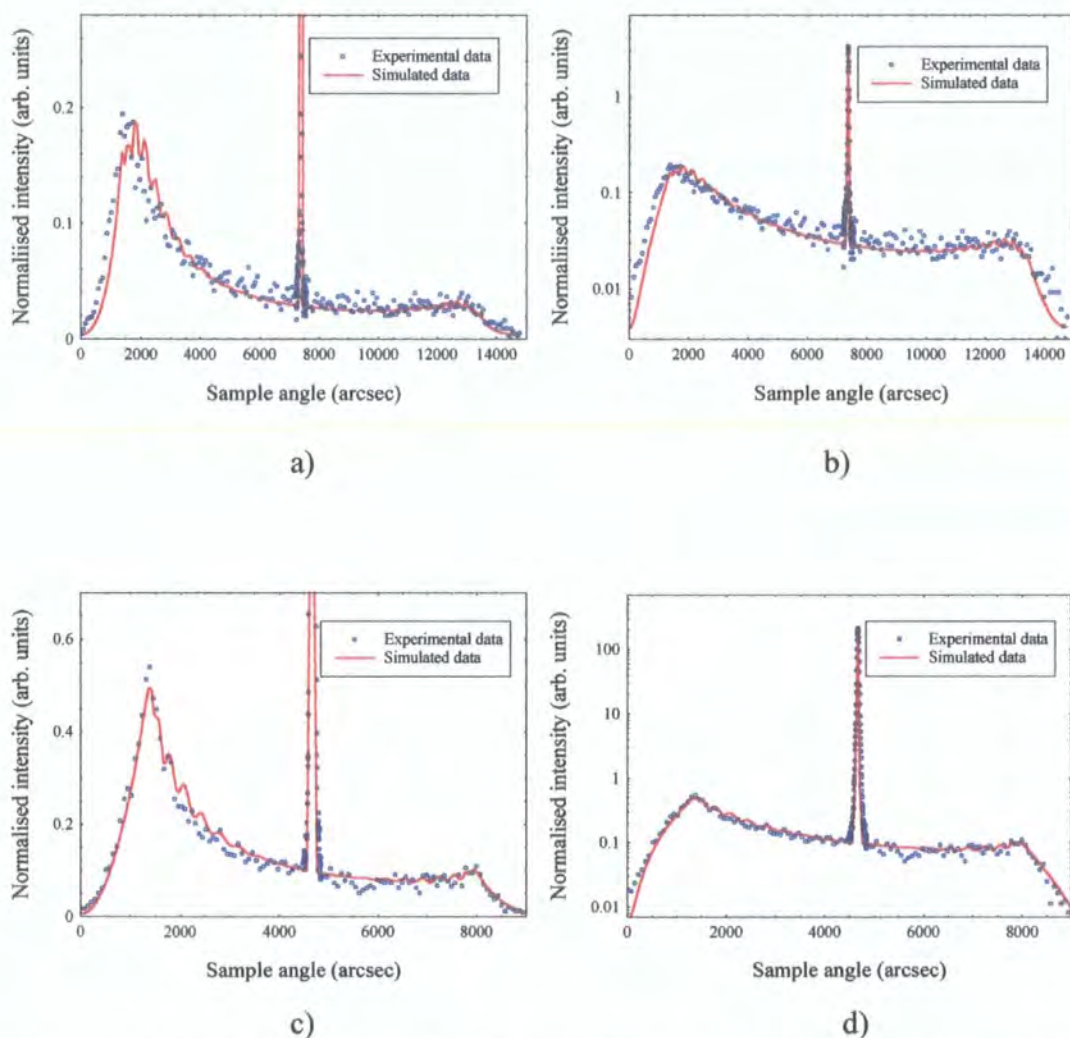 Normaliised intensity (arb. units)
0.2
0.1
0
0 2000 4000 6000 8000 10000 12000 14000
Sample angle (arcsec)
Experimental data
Simulated data
a)
Normalised intensity (arb. units)
1
0.1
0.01
0 2000 4000 6000 8000 10000 12000 14000
Sample angle (arcsec)
Experimental data
Simulated data
b)
Normalised intensity (arb. units)
0.6
0.4
0.2
0
0 2000 4000 6000 8000
Sample angle (arcsec)
Experimental data
Simulated data
c)
Normalised intensity (arb. units)
100
10
1
0.1
0.01
0 2000 4000 6000 8000
Sample angle (arcsec)
Experimental data
Simulated data
d)